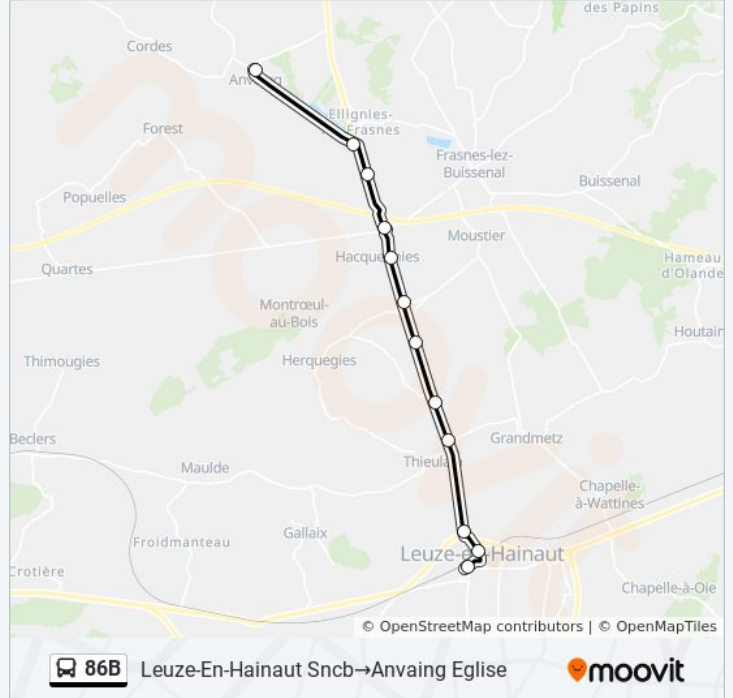 des Papins
Cordes
Anvaing
Ellignies-
Frasnes
Forest
Frasnes-lez-
Buissenal
Buissenal
Popuelles
Moustier
Hacquegnies
Hameau
d'Olande
Quartes
Montrœul-
au-Bois
Houtain
Thimougies
Herquegies
Beclers
Grandmetz
Thieulain
Maulde
Chapelle-
à-Wattines
Gallaix
Froidmanteau
Leuze-en-Hainaut
Crotière
Chapelle-à-Oie
© OpenStreetMap contributors | © OpenMapTiles
86B Leuze-En-Hainaut Sncb→Anvaing Eglise
moovit